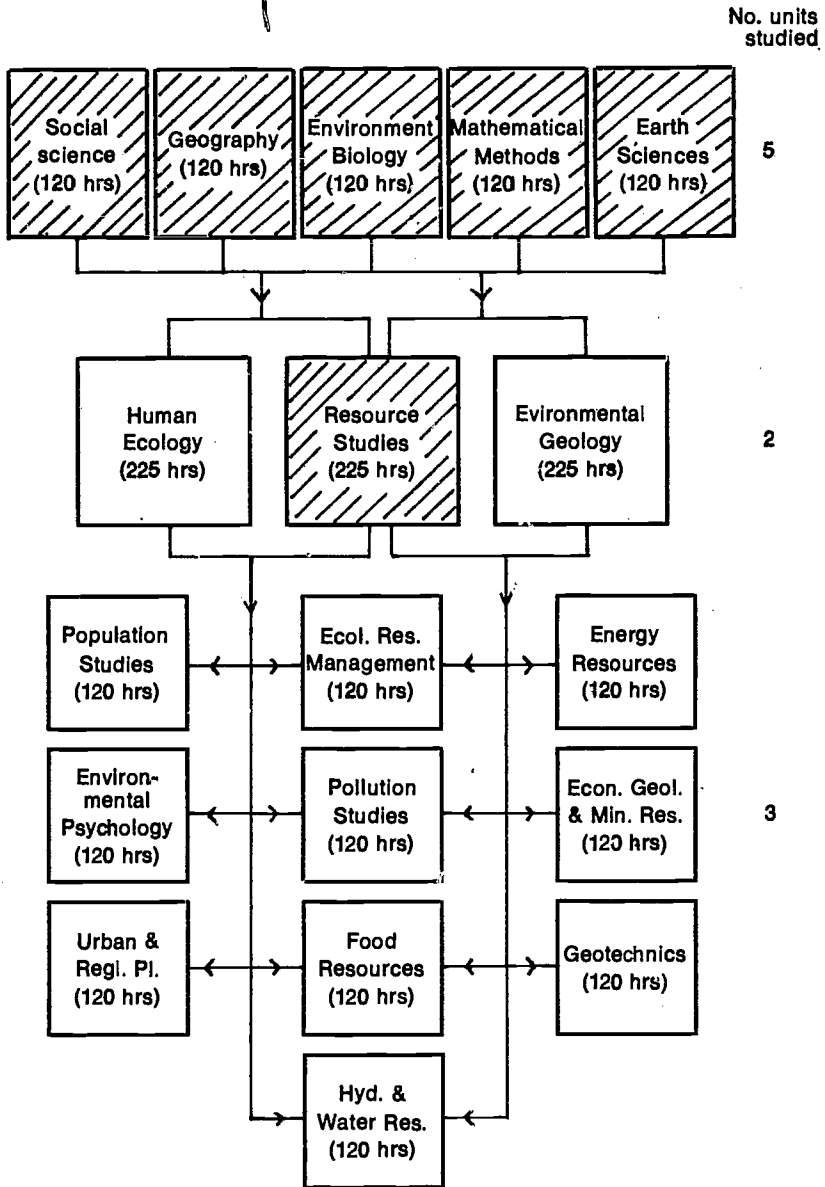 No. units
studied
Social
science
(120 hrs)
Geography
(120 hrs)
Environment
Biology
(120 hrs)
Mathematical
Methods
(120 hrs)
Earth
Sciences
(120 hrs)
5
Human
Ecology
(225 hrs)
Resource
Studies
(225 hrs)
Evironmental
Geology
(225 hrs)
2
Population
Studies
(120 hrs)
Ecol. Res.
Management
(120 hrs)
Energy
Resources
(120 hrs)
Environ-
mental
Psychology
(120 hrs)
Pollution
Studies
(120 hrs)
Econ. Geol.
& Min. Res.
(120 hrs)
3
Urban &
Regl. Pl.
(120 hrs)
Food
Resources
(120 hrs)
Geotechnics
(120 hrs)
Hyd. &
Water Res.
(120 hrs)